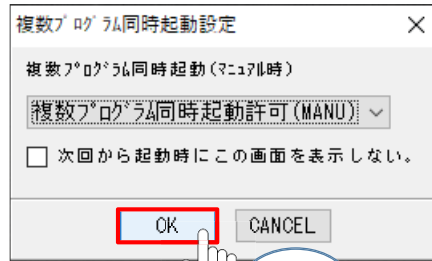 複数ﾌﾟﾛｸﾞﾗﾑ同時起動設定
複数ﾌﾟﾛｸﾞﾗﾑ同時起動(ﾏﾆｭｱﾙ時)
複数ﾌﾟﾛｸﾞﾗﾑ同時起動許可(MANU)
次回から起動時にこの画面を表示しない。
OK CANCEL